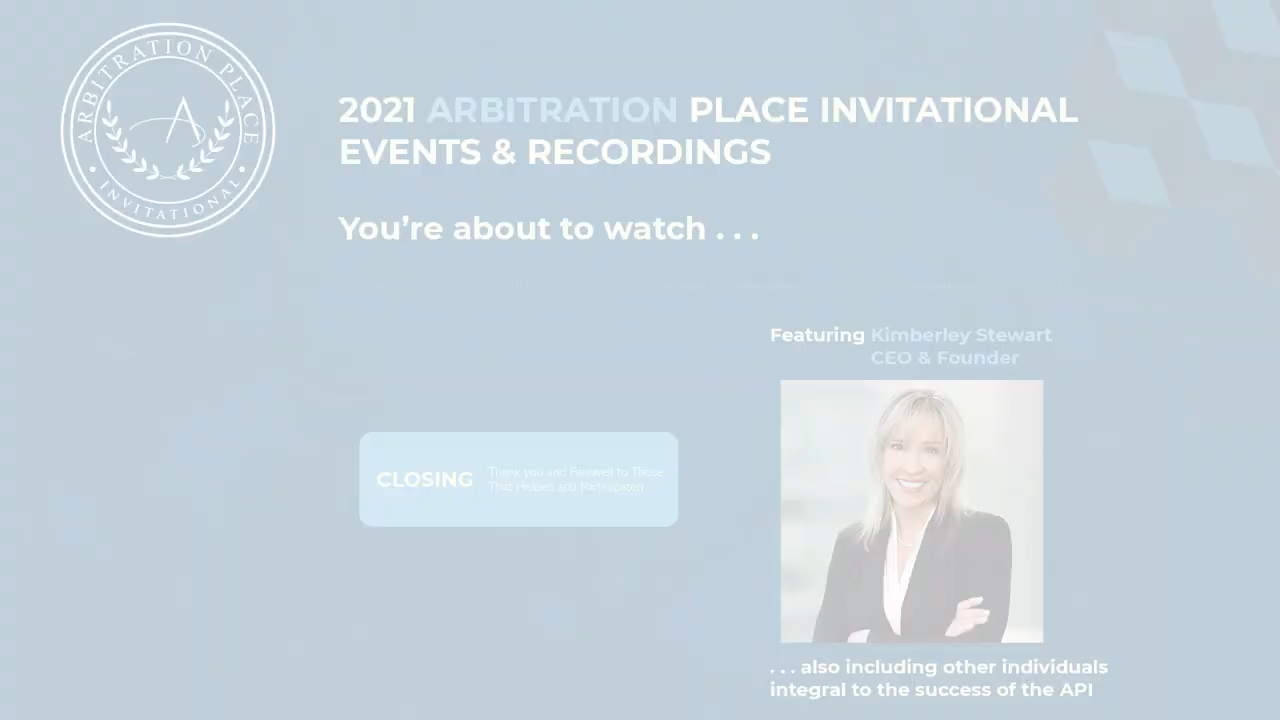 ARBITRATION PLACE
INVITATIONAL
2021 ARBITRATION PLACE INVITATIONAL
EVENTS & RECORDINGS
You’re about to watch . . .
Featuring Kimberley Stewart
CEO & Founder
CLOSING
Thank you and Farewell to Those
That Helped and Participated
. . . also including other individuals
integral to the success of the API